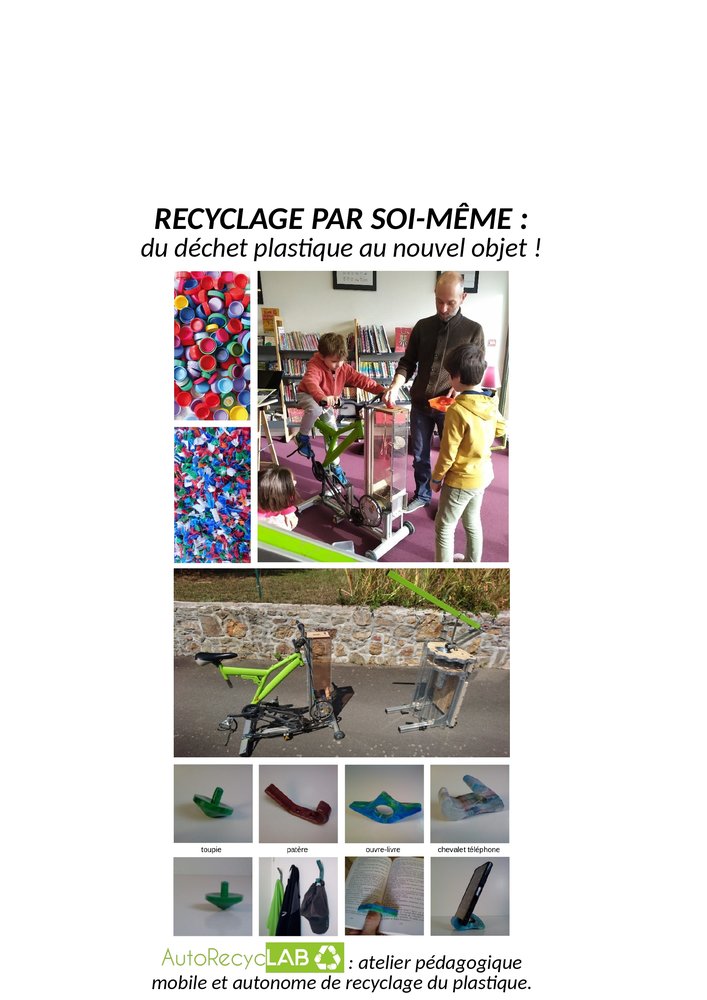 RECYCLAGE PAR SOI-MÊME :
du déchet plastique au nouvel objet !
toupie
patère
ouvre-livre
chevalet téléphone
AutoRecycLAB : atelier pédagogique
mobile et autonome de recyclage du plastique.